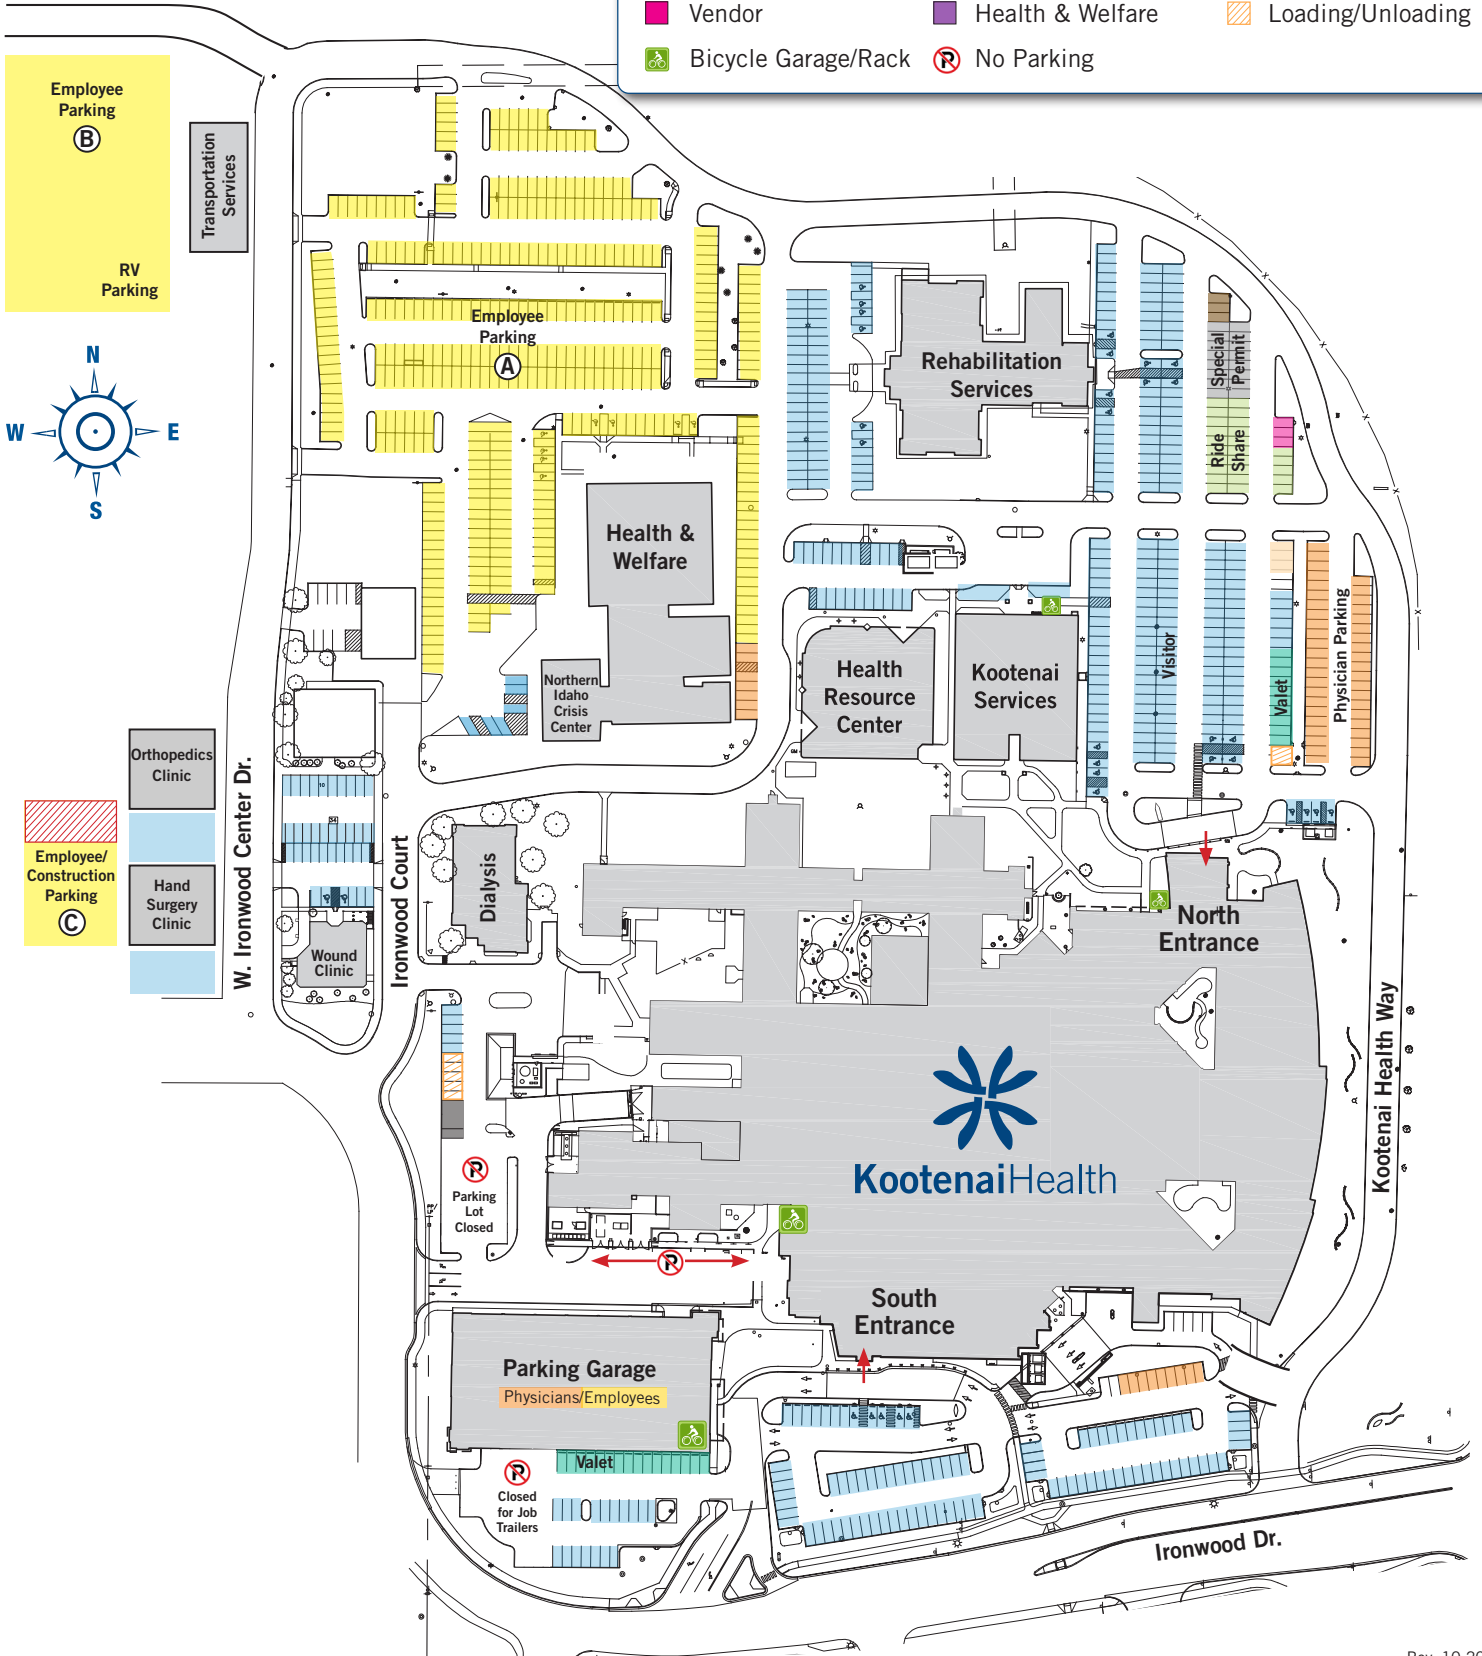 Vendor
Health & Welfare
Loading/Unloading
Bicycle Garage/Rack
No Parking
Employee
Parking
B
RV
Parking
Transportation
Services
N
W
E
S
Employee
Parking
A
Rehabilitation
Services
Special
Permit
Ride
Share
Health &
Welfare
Northern
Idaho
Crisis
Center
Health
Resource
Center
Kootenai
Services
Visitor
Valet
Physician Parking
Orthopedics
Clinic
Employee/
Construction
Parking
C
Hand
Surgery
Clinic
W. Ironwood Center Dr.
10
34
Wound
Clinic
Ironwood Court
Dialysis
North
Entrance
Kootenai Health Way
KootenaiHealth
P
Parking
Lot
Closed
P
South
Entrance
Parking Garage
Physicians/Employees
Valet
P
Closed
for Job
Trailers
Ironwood Dr.